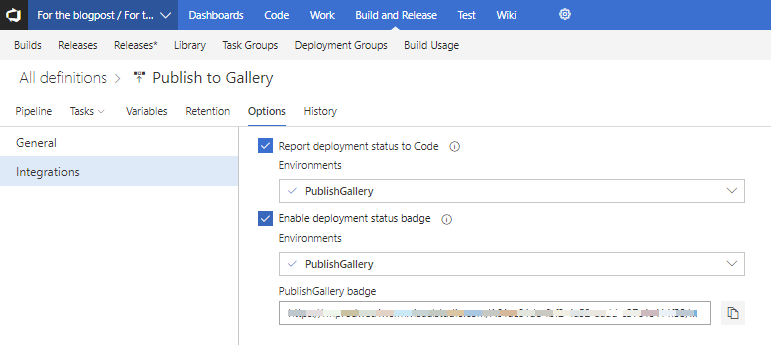 For the blogpost / For t... Dashboards Code Work Build and Release Test Wiki
Builds Releases Releases* Library Task Groups Deployment Groups Build Usage
All definitions > Publish to Gallery
Pipeline Tasks Variables Retention Options History
General
Integrations
Report deployment status to Code
Environments
PublishGallery
Enable deployment status badge
Environments
PublishGallery
PublishGallery badge